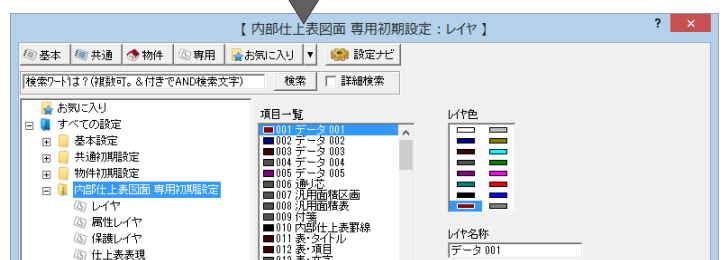 【 内部仕上表図面 専用初期設定：レイヤ 】
? ×
基本 共通 物件 専用 お気に入り ▼ 設定ナビ
検索ワードは？(複数可。&付きでAND検索文字) 検索 詳細検索
お気に入り
すべての設定
基本設定
共通初期設定
物件初期設定
内部仕上表図面 専用初期設定
レイヤ
属性レイヤ
保護レイヤ
仕上表表現
項目一覧
001 データ 001
002 データ 002
003 データ 003
004 データ 004
005 データ 005
006 通り芯
007 汎用面積区画
008 汎用面積表
009 付箋
010 内部仕上表罫線
011 表・タイトル
012 表・項目
013 表・文字
レイヤ色
レイヤ名称
データ 001